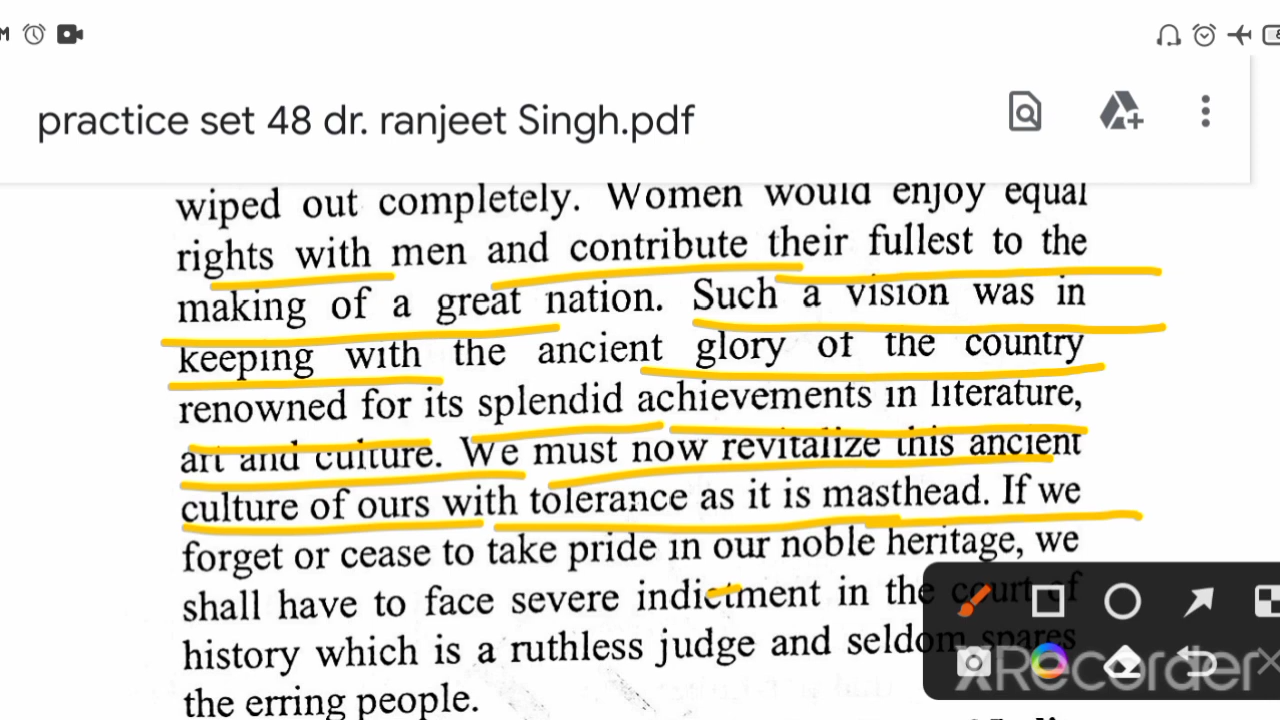 M
practice set 48 dr. ranjeet Singh.pdf
wiped out completely. Women would enjoy equal
rights with men and contribute their fullest to the
making of a great nation. Such a vision was in
keeping with the ancient glory of the country
renowned for its splendid achievements in literature,
art and culture. We must now revitalize this ancient
culture of ours with tolerance as it is masthead. If we
forget or cease to take pride in our noble heritage, we
shall have to face severe indictment in the court of
history which is a ruthless judge and seldom spares
the erring people.
XRecorder